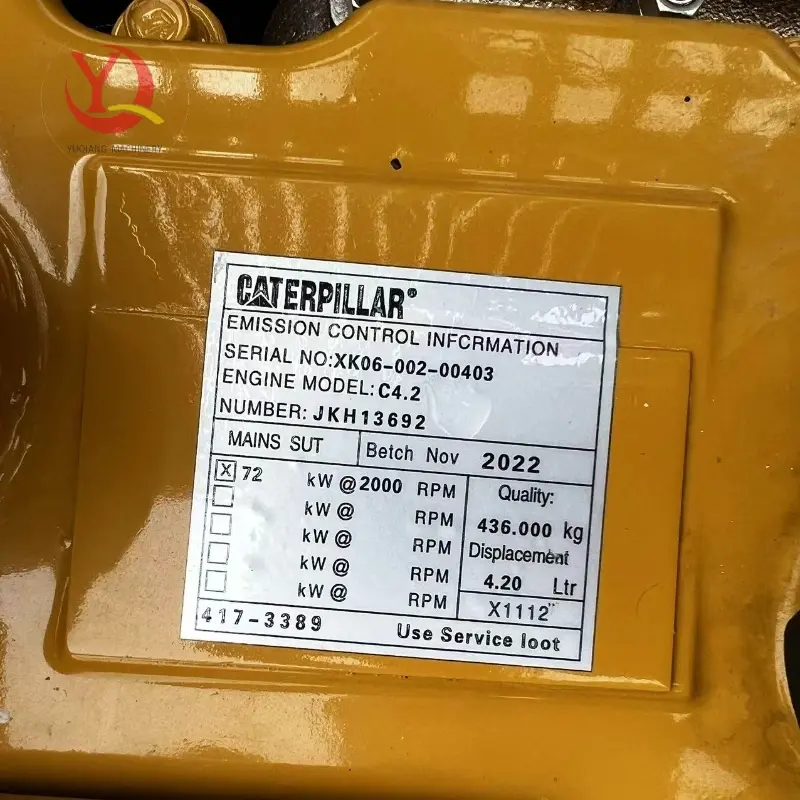 YUQIANG MACHINERY
CATERPILLAR®
EMISSION CONTROL INFCRMATION
SERIAL NO:XK06-002-00403
ENGINE MODEL:C4.2
NUMBER: JKH13692
MAINS SUT
Betch Nov 2022
X 72 kW @ 2000 RPM
kW @ RPM
kW @ RPM
kW @ RPM
kW @ RPM
Quality:
436.000 kg
Displacement
4.20 Ltr
X1112"
417-3389
Use Service loot